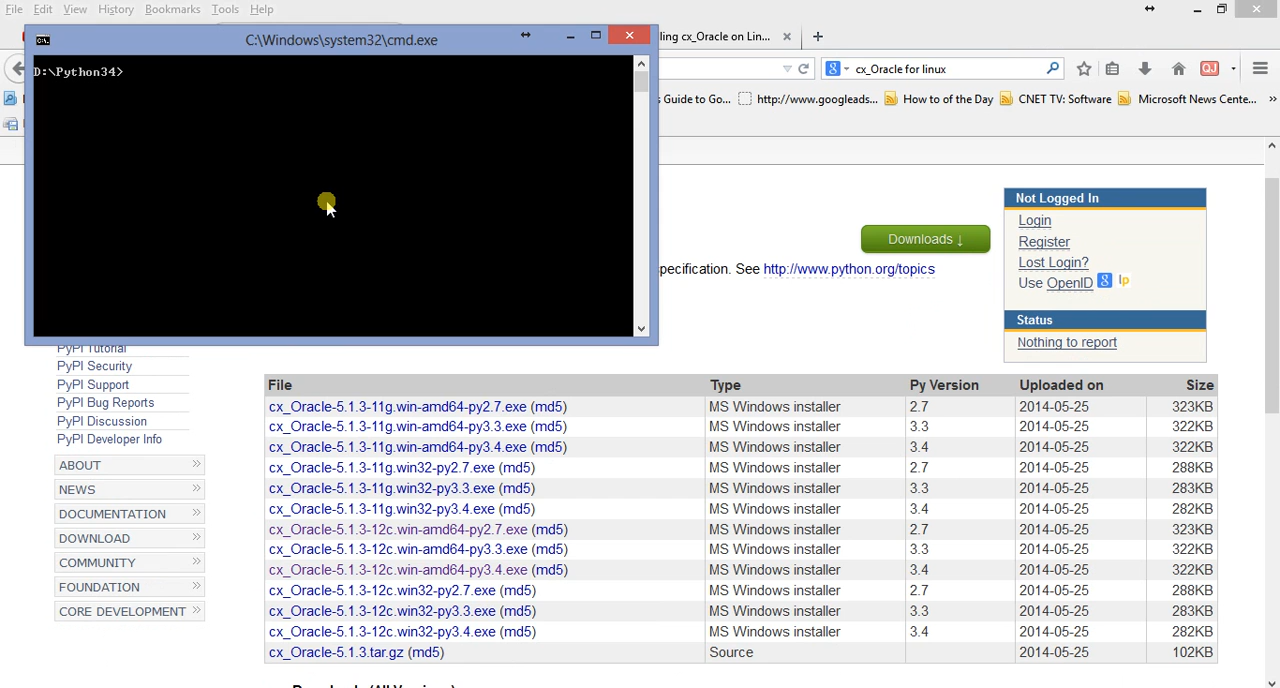 File Edit View History Bookmarks Tools Help
C:\Windows\system32\cmd.exe
D:\Python34>
ling cx_Oracle on Lin...
cx_Oracle for linux
s Guide to Go... http://www.googleads... How to of the Day CNET TV: Software Microsoft News Cente... »
Downloads ↓
pecification. See http://www.python.org/topics
Not Logged In
Login
Register
Lost Login?
Use OpenID
Status
Nothing to report
PyPI Tutorial
PyPI Security
PyPI Support
PyPI Bug Reports
PyPI Discussion
PyPI Developer Info
ABOUT »
NEWS »
DOCUMENTATION »
DOWNLOAD »
COMMUNITY »
FOUNDATION »
CORE DEVELOPMENT »
File Type Py Version Uploaded on Size
cx_Oracle-5.1.3-11g.win-amd64-py2.7.exe (md5) MS Windows installer 2.7 2014-05-25 323KB
cx_Oracle-5.1.3-11g.win-amd64-py3.3.exe (md5) MS Windows installer 3.3 2014-05-25 322KB
cx_Oracle-5.1.3-11g.win-amd64-py3.4.exe (md5) MS Windows installer 3.4 2014-05-25 322KB
cx_Oracle-5.1.3-11g.win32-py2.7.exe (md5) MS Windows installer 2.7 2014-05-25 288KB
cx_Oracle-5.1.3-11g.win32-py3.3.exe (md5) MS Windows installer 3.3 2014-05-25 283KB
cx_Oracle-5.1.3-11g.win32-py3.4.exe (md5) MS Windows installer 3.4 2014-05-25 282KB
cx_Oracle-5.1.3-12c.win-amd64-py2.7.exe (md5) MS Windows installer 2.7 2014-05-25 323KB
cx_Oracle-5.1.3-12c.win-amd64-py3.3.exe (md5) MS Windows installer 3.3 2014-05-25 322KB
cx_Oracle-5.1.3-12c.win-amd64-py3.4.exe (md5) MS Windows installer 3.4 2014-05-25 322KB
cx_Oracle-5.1.3-12c.win32-py2.7.exe (md5) MS Windows installer 2.7 2014-05-25 288KB
cx_Oracle-5.1.3-12c.win32-py3.3.exe (md5) MS Windows installer 3.3 2014-05-25 283KB
cx_Oracle-5.1.3-12c.win32-py3.4.exe (md5) MS Windows installer 3.4 2014-05-25 282KB
cx_Oracle-5.1.3.tar.gz (md5) Source 2014-05-25 102KB